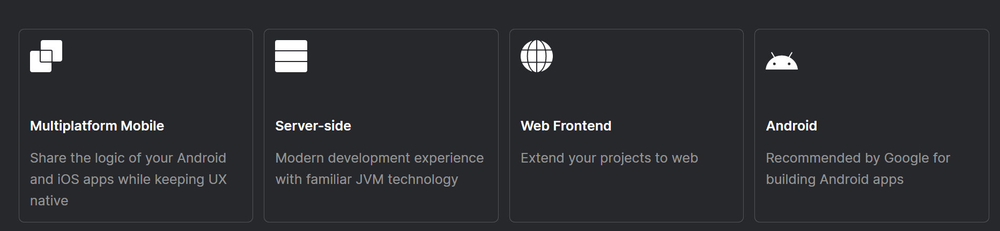 Multiplatform Mobile
Share the logic of your Android
and iOS apps while keeping UX
native
Server-side
Modern development experience
with familiar JVM technology
Web Frontend
Extend your projects to web
Android
Recommended by Google for
building Android apps